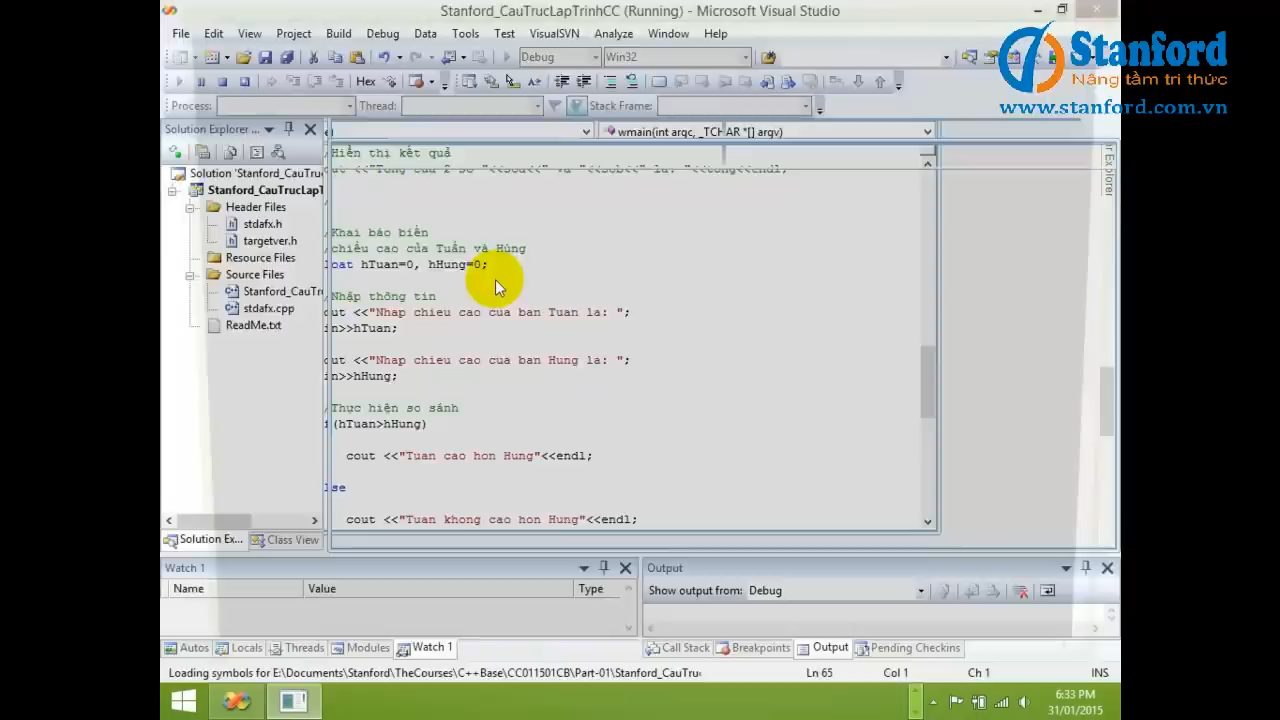 Stanford_CauTrucLapTrinhCC (Running) - Microsoft Visual Studio
Stanford
Nâng tầm tri thức
www.stanford.com.vn
File Edit View Project Build Debug Data Tools Test VisualSVN Analyze Window Help
Debug Win32
Hex
Process: Thread: Stack Frame:
Solution Explorer...
wmain(int argc, _TCHAR *[] argv)
r Explorer
Solution 'Stanford_CauTru
Stanford_CauTrucLapT
Header Files
stdafx.h
targetver.h
Resource Files
Source Files
Stanford_CauTr
stdafx.cpp
ReadMe.txt
Hiển thị kết quả
ut <<"Tong cua 2 so "<<soa<<" va "<<sob<<" la: "<<tong<<endl;
/Khai báo biến
/chiều cao của Tuấn và Hùng
loat hTuan=0, hHung=0;
/Nhập thông tin
out <<"Nhap chieu cao cua ban Tuan la: ";
in>>hTuan;
out <<"Nhap chieu cao cua ban Hung la: ";
in>>hHung;
/Thực hiện so sánh
f(hTuan>hHung)
cout <<"Tuan cao hon Hung"<<endl;
lse
cout <<"Tuan khong cao hon Hung"<<endl;
Solution Ex... Class View
Watch 1
Name Value Type
Output
Show output from: Debug
Autos Locals Threads Modules Watch 1
Call Stack Breakpoints Output Pending Checkins
Loading symbols for E:\Documents\Stanford\TheCourses\C++Base\CC011501CB\Part-01\Stanford_CauTru
Ln 65 Col 1 Ch 1 INS
6:33 PM
31/01/2015